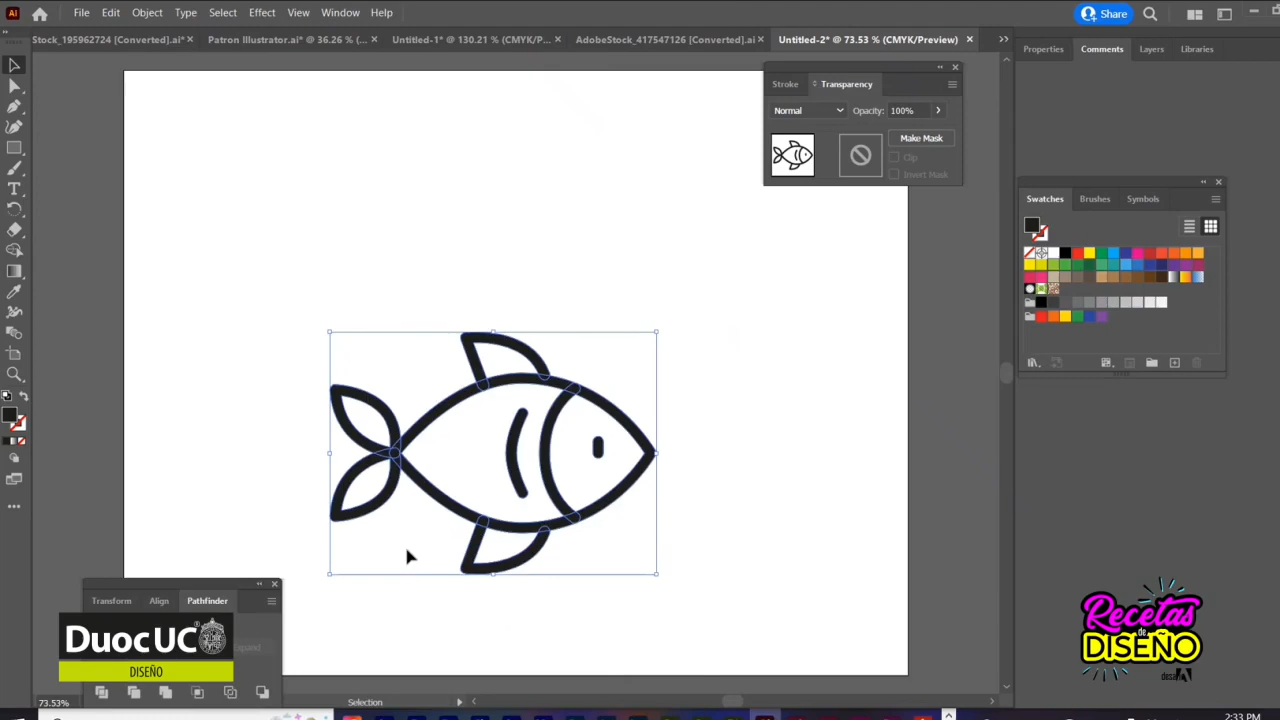 Ai File Edit Object Type Select Effect View Window Help Share
Stock_195962724 [Converted].ai* × Patron Illustrator.ai* @ 36.26 % (... × Untitled-1* @ 130.21 % (CMYK/P... × AdobeStock_417547126 [Converted].ai × Untitled-2* @ 73.53 % (CMYK/Preview) ×
Properties Comments Layers Libraries
Stroke Transparency
Normal Opacity: 100%
Make Mask
Clip
Invert Mask
Swatches Brushes Symbols
Transform Align Pathfinder
Expand
DuocUC®
DISEÑO
Recetas
de
DISEÑO
73.53% Selection
2:33 PM